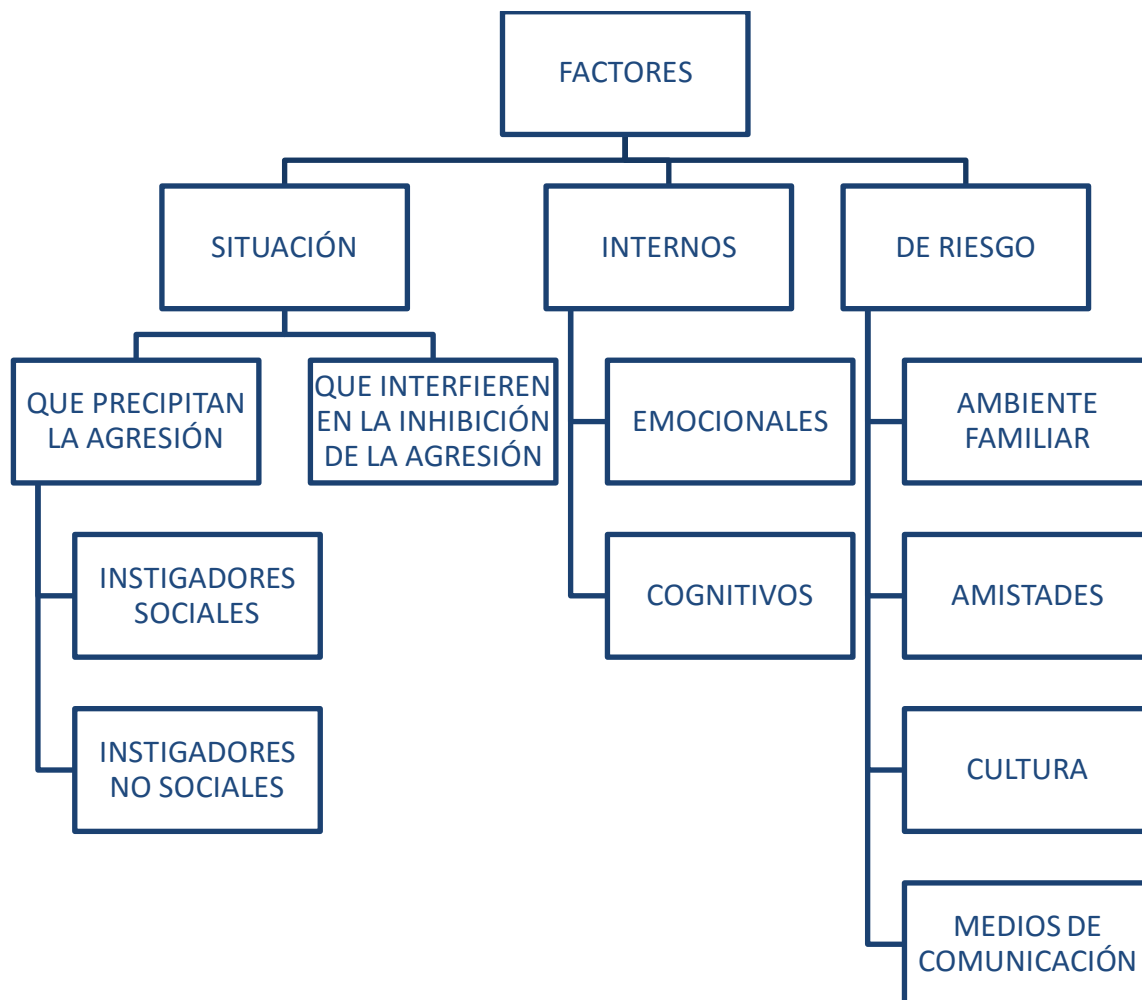 FACTORES
SITUACIÓN
INTERNOS
DE RIESGO
QUE PRECIPITAN
LA AGRESIÓN
QUE INTERFIEREN
EN LA INHIBICIÓN
DE LA AGRESIÓN
EMOCIONALES
AMBIENTE
FAMILIAR
INSTIGADORES
SOCIALES
COGNITIVOS
AMISTADES
INSTIGADORES
NO SOCIALES
CULTURA
MEDIOS DE
COMUNICACIÓN